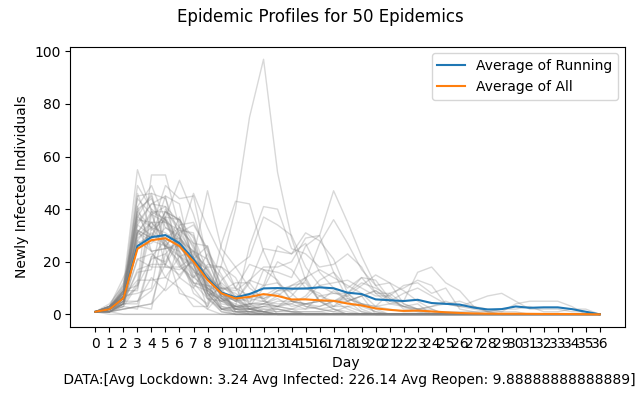 Epidemic Profiles for 50 Epidemics
Average of Running
Average of All
Newly Infected Individuals
100
80
60
40
20
0
0 1 2 3 4 5 6 7 8 9 10 11 12 13 14 15 16 17 18 19 20 21 22 23 24 25 26 27 28 29 30 31 32 33 34 35 36
Day
DATA:[Avg Lockdown: 3.24 Avg Infected: 226.14 Avg Reopen: 9.88888888888889]